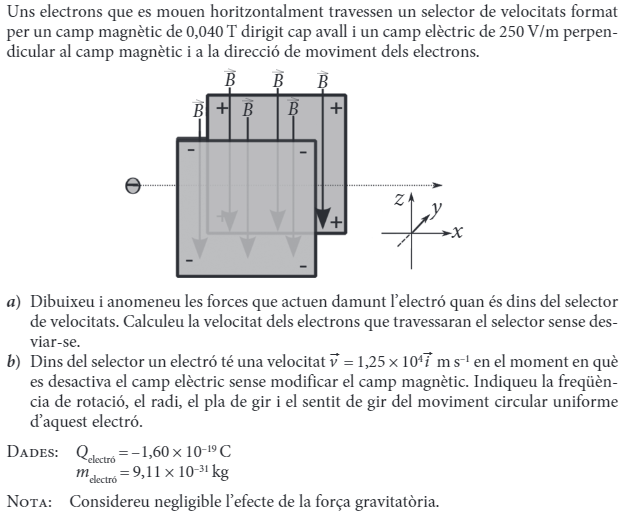 Uns electrons que es mouen horitzontalment travessen un selector de velocitats format
per un camp magnètic de 0,040 T dirigit cap avall i un camp elèctric de 250 V/m perpen-
dicular al camp magnètic i a la direcció de moviment dels electrons.
B⃗ B⃗ B⃗
B⃗ + B⃗ B⃗ +
- -
+ +
- -
z y x
a) Dibuixeu i anomeneu les forces que actuen damunt l’electró quan és dins del selector
de velocitats. Calculeu la velocitat dels electrons que travessaran el selector sense des-
viar-se.
b) Dins del selector un electró té una velocitat v⃗ = 1,25 × 10⁴ i⃗ m s⁻¹ en el moment en què
es desactiva el camp elèctric sense modificar el camp magnètic. Indiqueu la freqüèn-
cia de rotació, el radi, el pla de gir i el sentit de gir del moviment circular uniforme
d’aquest electró.
DADES: Qelectró = –1,60 × 10⁻¹⁹ C
melectró = 9,11 × 10⁻³¹ kg
NOTA: Considereu negligible l’efecte de la força gravitatòria.